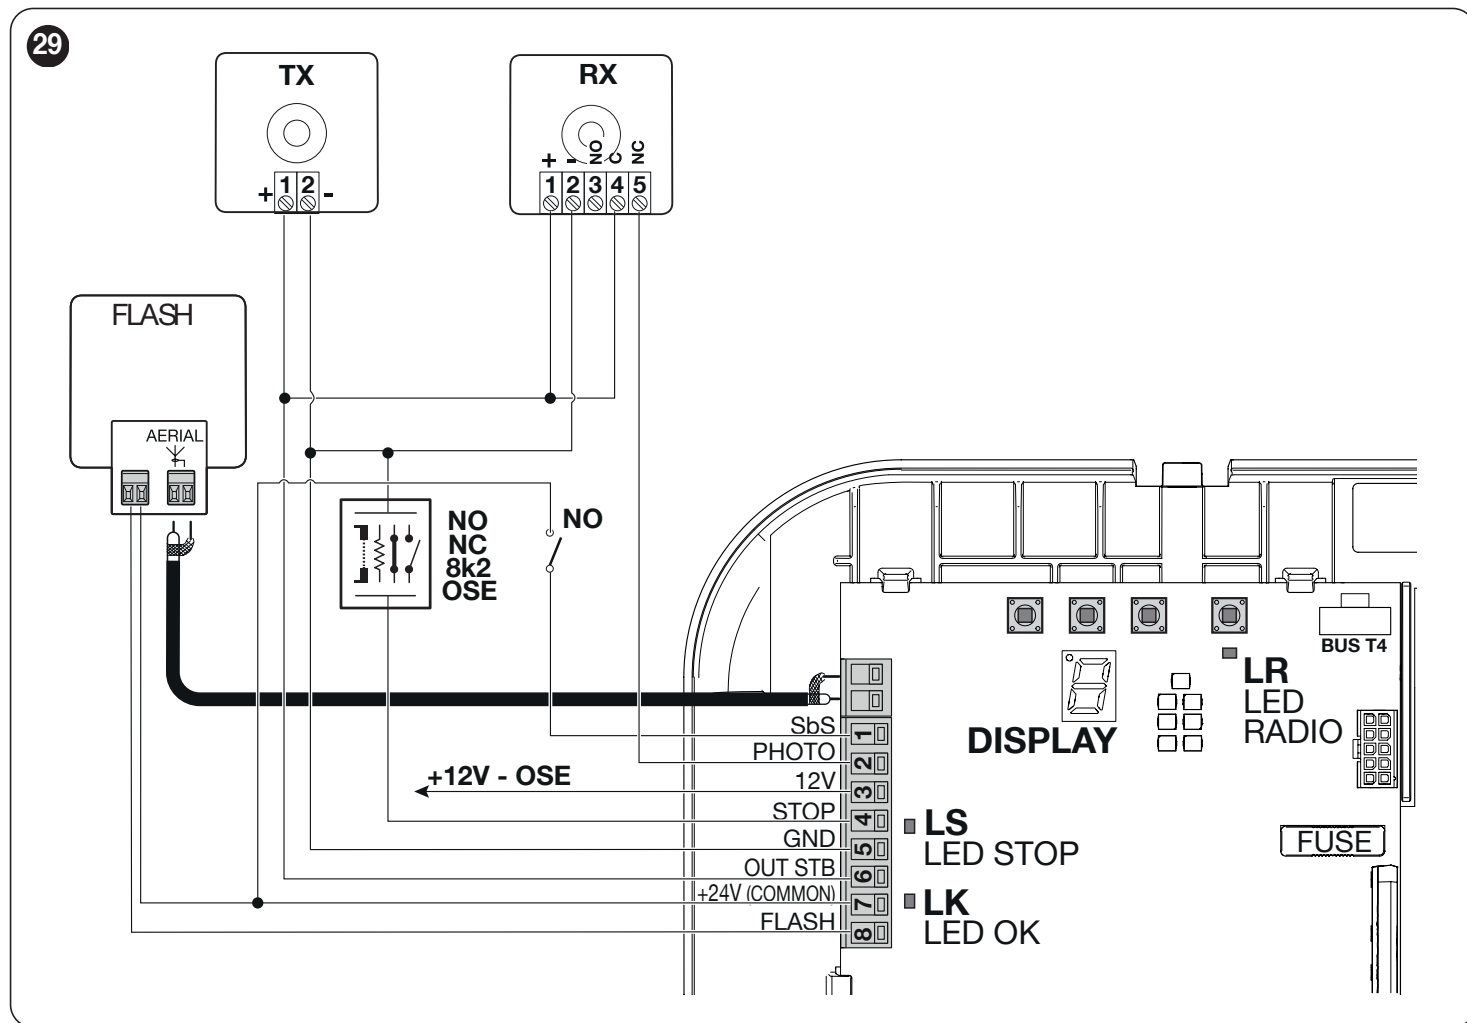 29
TX
+ 1 2 -
RX
+ - NO C NC
1 2 3 4 5
FLASH
AERIAL
NO
NC
8k2
OSE
NO
BUS T4
LR
LED
RADIO
DISPLAY
SbS 1
PHOTO 2
+12V - OSE
12V 3
STOP 4
GND 5
OUT STB 6
+24V (COMMON) 7
FLASH 8
LS
LED STOP
LK
LED OK
FUSE